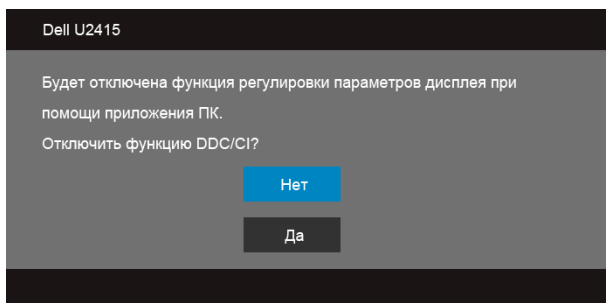 Dell U2415
Будет отключена функция регулировки параметров дисплея при
помощи приложения ПК.
Отключить функцию DDC/CI?
Нет
Да